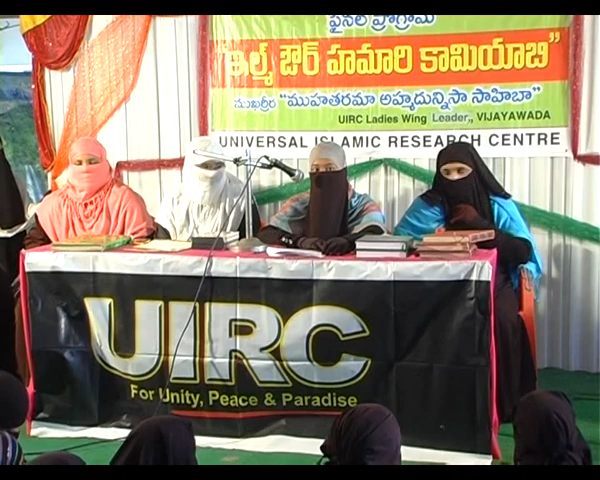 ఫైనల్ ప్రోగ్రామ్
"ఇల్మ్ ఔర్ హమారి కామియాబి"
ముఖర్రిర "ముహతరమా అహ్మదున్నిసా సాహిబా"
UIRC Ladies Wing Leader,, VIJAYAWADA
UNIVERSAL ISLAMIC RESEARCH CENTRE
UIRC
For Unity, Peace & Paradise